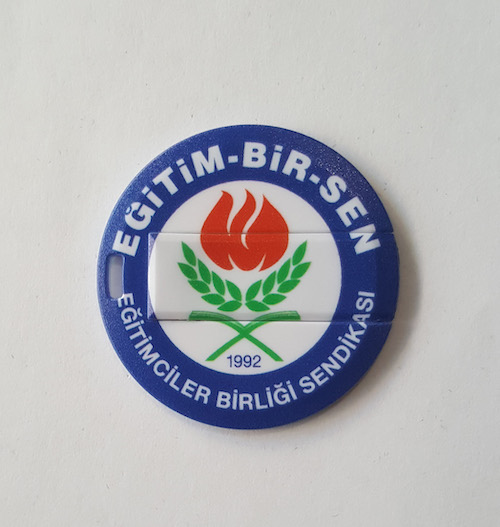 EĞİTİM-BİR-SEN
1992
EĞİTİMCİLER BİRLİĞİ SENDİKASI